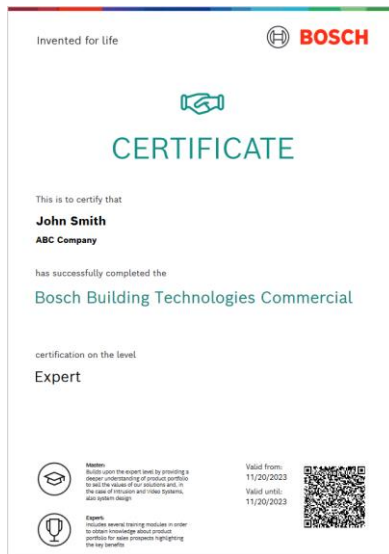 Invented for life
BOSCH
CERTIFICATE
This is to certify that
John Smith
ABC Company
has successfully completed the
Bosch Building Technologies Commercial
certification on the level
Expert
Master:
Builds upon the expert level by providing a
deeper understanding of product portfolio
to sell the values of our solutions and, in
the case of Intrusion and Video Systems,
also system design
Expert:
Includes several training modules in order
to obtain knowledge about product
portfolio for sales prospects highlighting
the key benefits
Valid from:
11/20/2023
Valid until:
11/20/2023